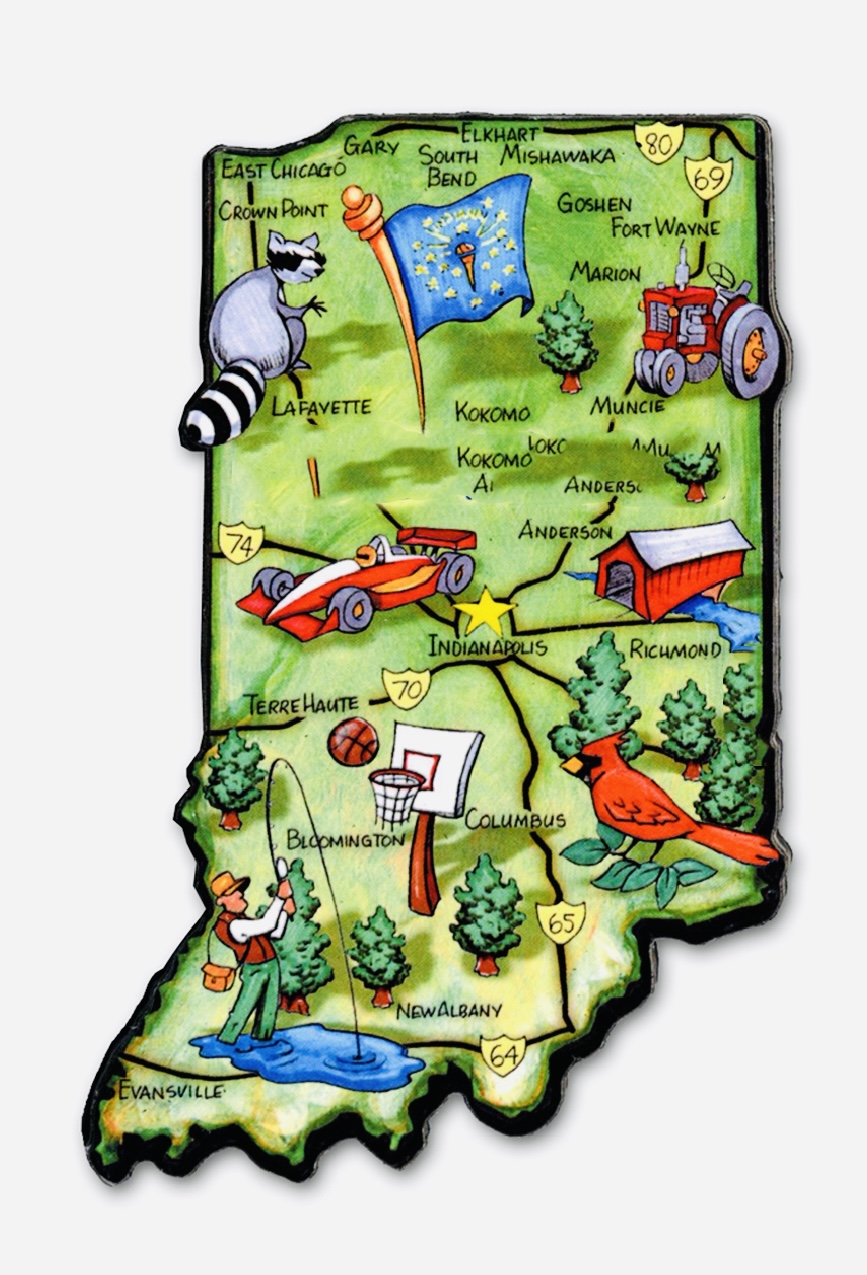 ELKHART
80
GARY
SOUTH
BEND
MISHAWAKA
EAST CHICAGO
69
CROWN POINT
GOSHEN
INDIANA
FORT WAYNE
MARION
LAFAYETTE
KOKOMO
MUNCIE
KOKOMO
ANDERSON
74
INDIANAPOLIS
RICHMOND
70
TERRE HAUTE
COLUMBUS
BLOOMINGTON
65
NEW ALBANY
64
EVANSVILLE